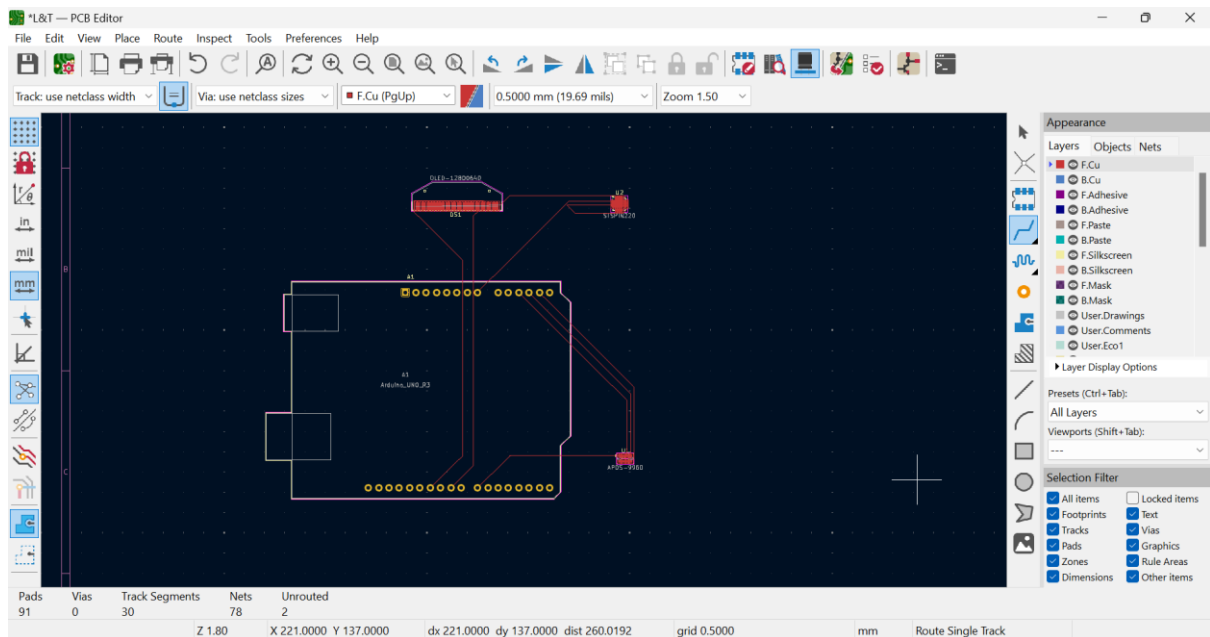 *L&T — PCB Editor
File Edit View Place Route Inspect Tools Preferences Help
Track: use netclass width Via: use netclass sizes F.Cu (PgUp) 0.5000 mm (19.69 mils) Zoom 1.50
in
mil
mm
B
C
OLED-128O064D
DS1
U2
A1
A1
Arduino_UNO_R3
APDS-9960
Appearance
Layers Objects Nets
F.Cu
B.Cu
F.Adhesive
B.Adhesive
F.Paste
B.Paste
F.Silkscreen
B.Silkscreen
F.Mask
B.Mask
User.Drawings
User.Comments
User.Eco1
Layer Display Options
Presets (Ctrl+Tab):
All Layers
Viewports (Shift+Tab):
---
Selection Filter
All items Locked items
Footprints Text
Tracks Vias
Pads Graphics
Zones Rule Areas
Dimensions Other items
Pads Vias Track Segments Nets Unrouted
91 0 30 78 2
Z 1.80 X 221.0000 Y 137.0000 dx 221.0000 dy 137.0000 dist 260.0192 grid 0.5000 mm Route Single Track